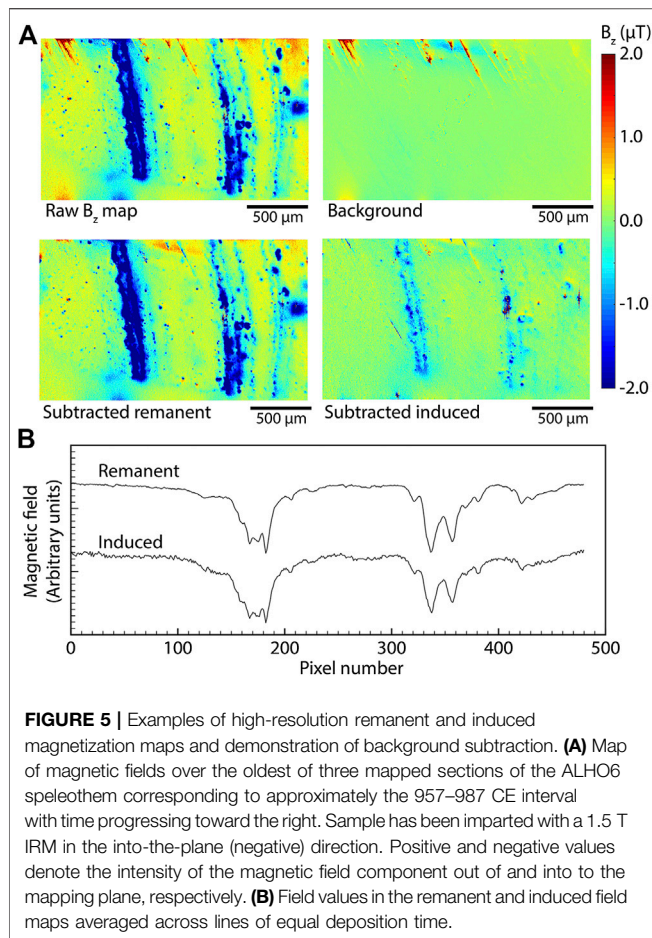 A
B_z (μT)
2.0
1.0
0.0
-1.0
-2.0
Raw B_z map
500 μm
Background
500 μm
Subtracted remanent
500 μm
Subtracted induced
500 μm
B
Remanent
Induced
Magnetic field
(Arbitrary units)
0 100 200 300 400 500
Pixel number
FIGURE 5 | Examples of high-resolution remanent and induced
magnetization maps and demonstration of background subtraction. (A) Map
of magnetic fields over the oldest of three mapped sections of the ALHO6
speleothem corresponding to approximately the 957–987 CE interval
with time progressing toward the right. Sample has been imparted with a 1.5 T
IRM in the into-the-plane (negative) direction. Positive and negative values
denote the intensity of the magnetic field component out of and into to the
mapping plane, respectively. (B) Field values in the remanent and induced field
maps averaged across lines of equal deposition time.